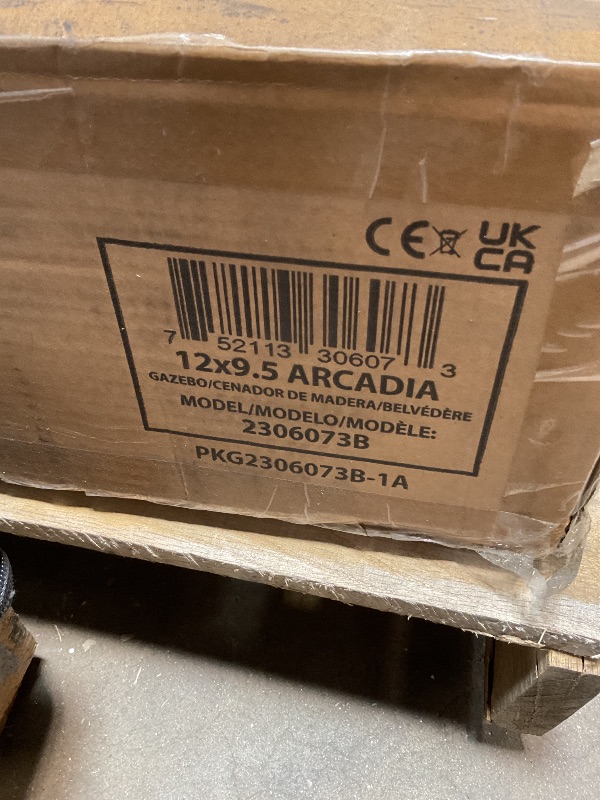 CE UK
CA
7 52113 30607 3
12x9.5 ARCADIA
GAZEBO/CENADOR DE MADERA/BELVÉDÈRE
MODEL/MODELO/MODÈLE:
2306073B
PKG2306073B-1A